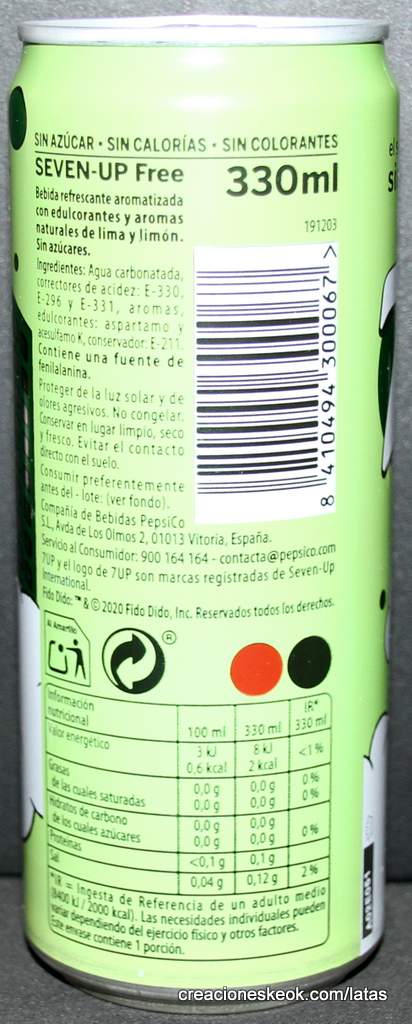 SIN AZÚCAR • SIN CALORÍAS • SIN COLORANTES
SEVEN-UP Free
330ml
Bebida refrescante aromatizada
con edulcorantes y aromas
naturales de lima y limón.
Sin azúcares.
191203
Ingredientes: Agua carbonatada,
correctores de acidez: E-330,
E-296 y E-331, aromas,
edulcorantes: aspartamo y
acesulfamo K, conservador: E-211.
Contiene una fuente de
fenilalanina.
Proteger de la luz solar y de
olores agresivos. No congelar.
Conservar en lugar limpio, seco
y fresco. Evitar el contacto
directo con el suelo.
Consumir preferentemente
antes del - lote: (ver fondo).
8 410494 300067 >
Compañía de Bebidas PepsiCo
S.L., Avda de Los Olmos 2, 01013 Vitoria, España.
Servicio al Consumidor: 900 164 164 - contacta@pepsico.com
7UP y el logo de 7UP son marcas registradas de Seven-Up
International.
Fido Dido: ™ & © 2020 Fido Dido, Inc. Reservados todos los derechos.
Al Amarillo
®
Información nutricional 100 ml 330 ml IR* 330 ml
Valor energético 3 kJ 8 kJ <1%
0,6 kcal 2 kcal
Grasas 0,0 g 0,0 g 0%
de las cuales saturadas 0,0 g 0,0 g 0%
Hidratos de carbono 0,0 g 0,0 g
de los cuales azúcares 0,0 g 0,0 g 0%
Proteínas <0,1 g 0,1 g
Sal 0,04 g 0,12 g 2%
*IR = Ingesta de Referencia de un adulto medio
(8400 kJ / 2000 kcal). Las necesidades individuales pueden
variar dependiendo del ejercicio físico y otros factores.
Este envase contiene 1 porción.
creacioneskeok.com/latas